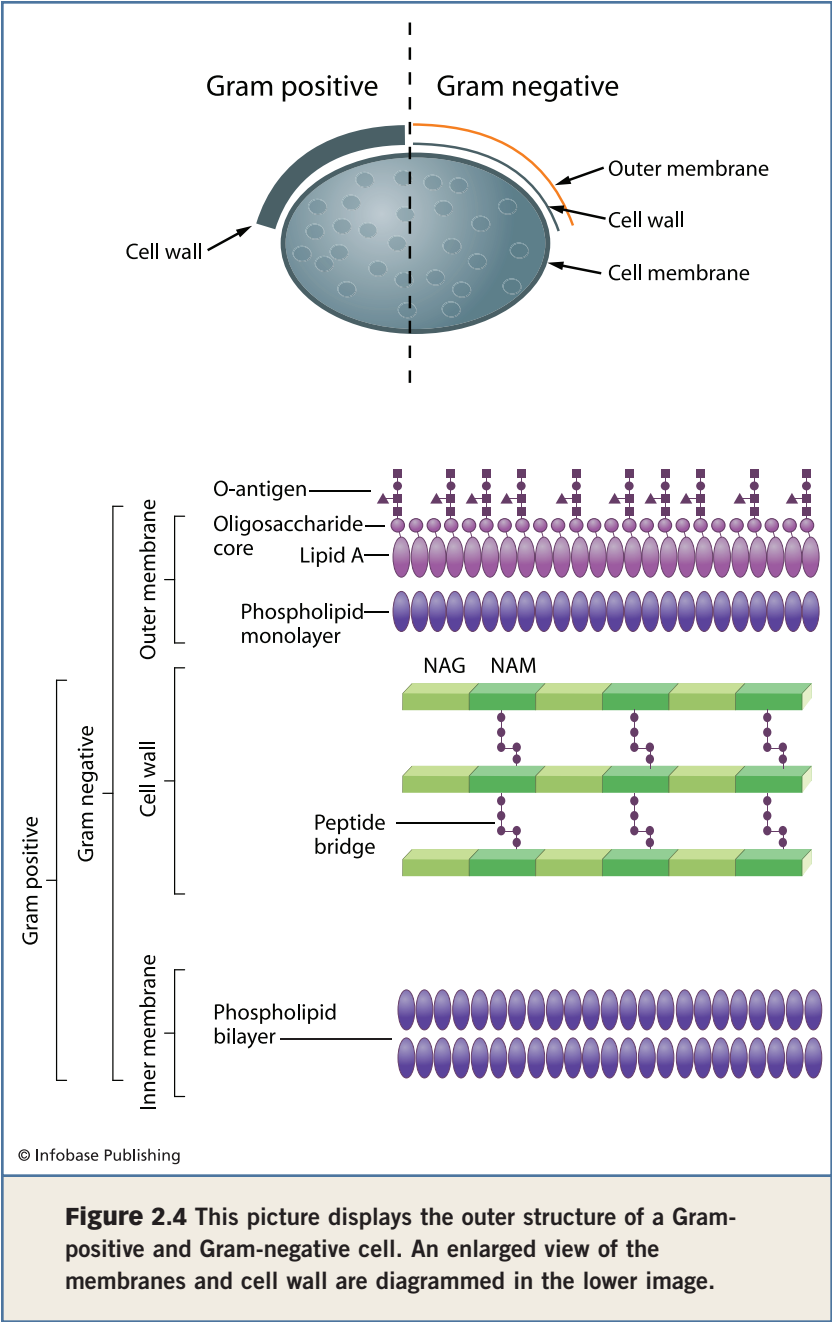 Gram positive
Gram negative
Outer membrane
Cell wall
Cell wall
Cell membrane
O-antigen
Oligosaccharide
core
Lipid A
Phospholipid
monolayer
Outer membrane
NAG NAM
Cell wall
Gram negative
Gram positive
Peptide
bridge
Inner membrane
Phospholipid
bilayer
© Infobase Publishing
Figure 2.4 This picture displays the outer structure of a Gram-
positive and Gram-negative cell. An enlarged view of the
membranes and cell wall are diagrammed in the lower image.